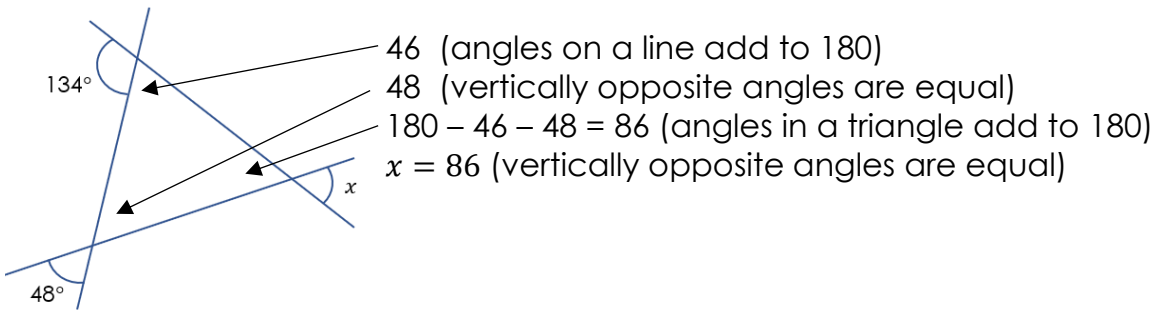 46 (angles on a line add to 180)
134°
48 (vertically opposite angles are equal)
180 – 46 – 48 = 86 (angles in a triangle add to 180)
x = 86 (vertically opposite angles are equal)
x
48°